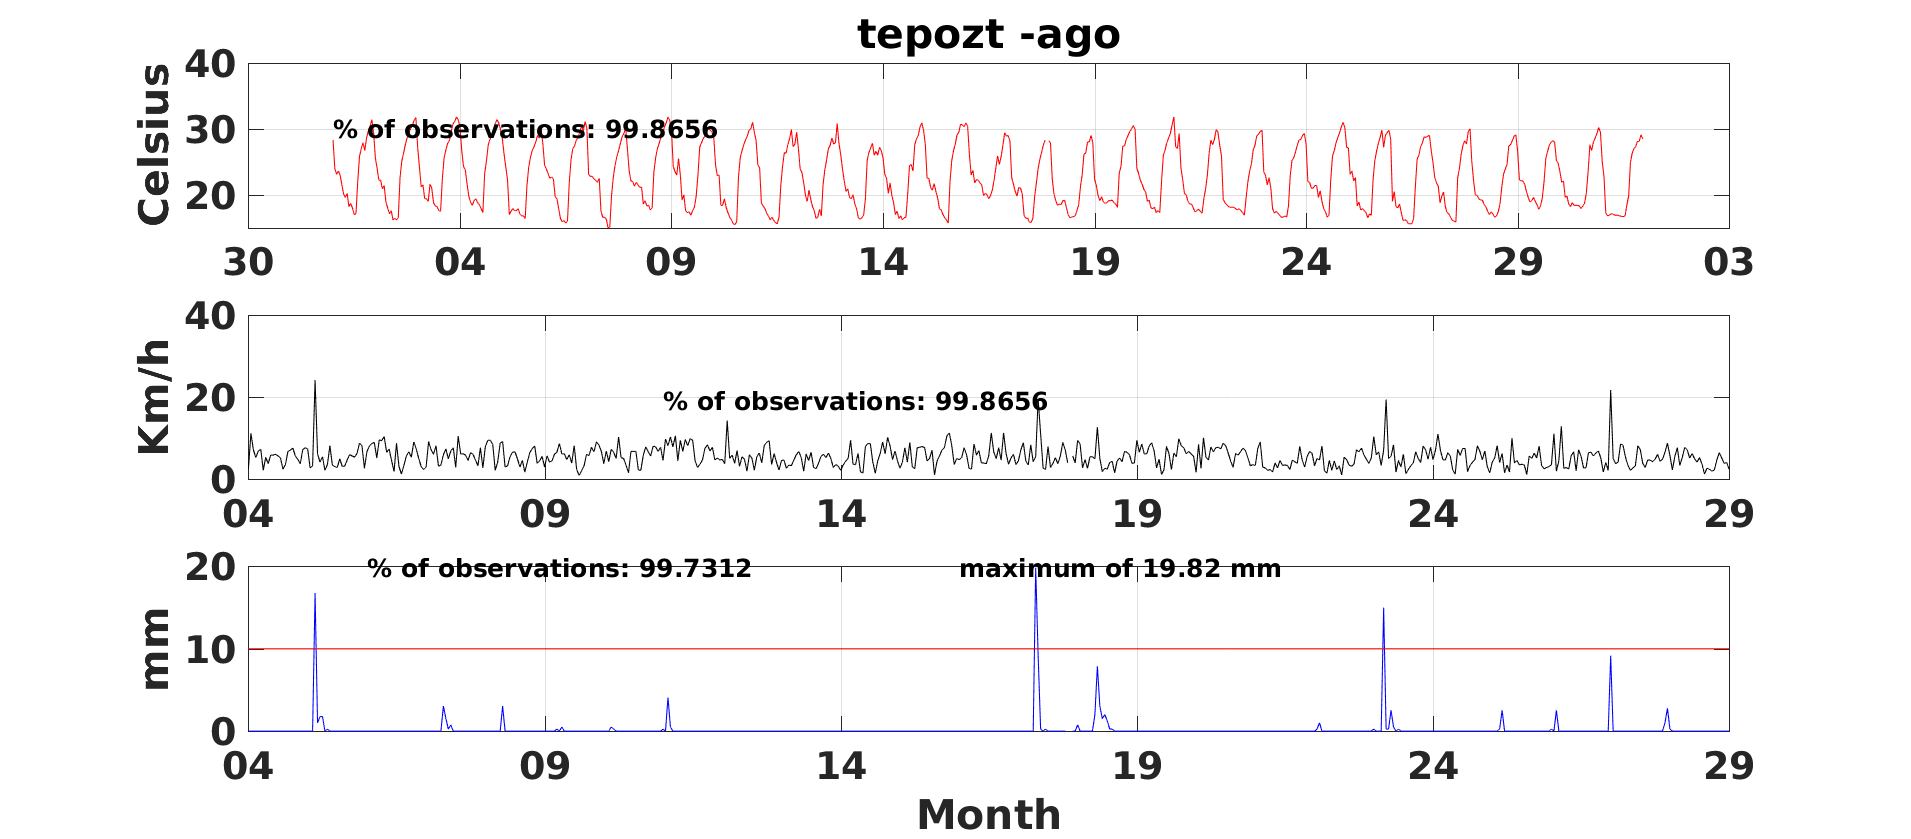 tepozt -ago
Celsius
40
30
20
% of observations: 99.8656
30 04 09 14 19 24 29 03
Km/h
40
20
0
% of observations: 99.8656
04 09 14 19 24 29
mm
20
10
0
% of observations: 99.7312 maximum of 19.82 mm
04 09 14 19 24 29
Month